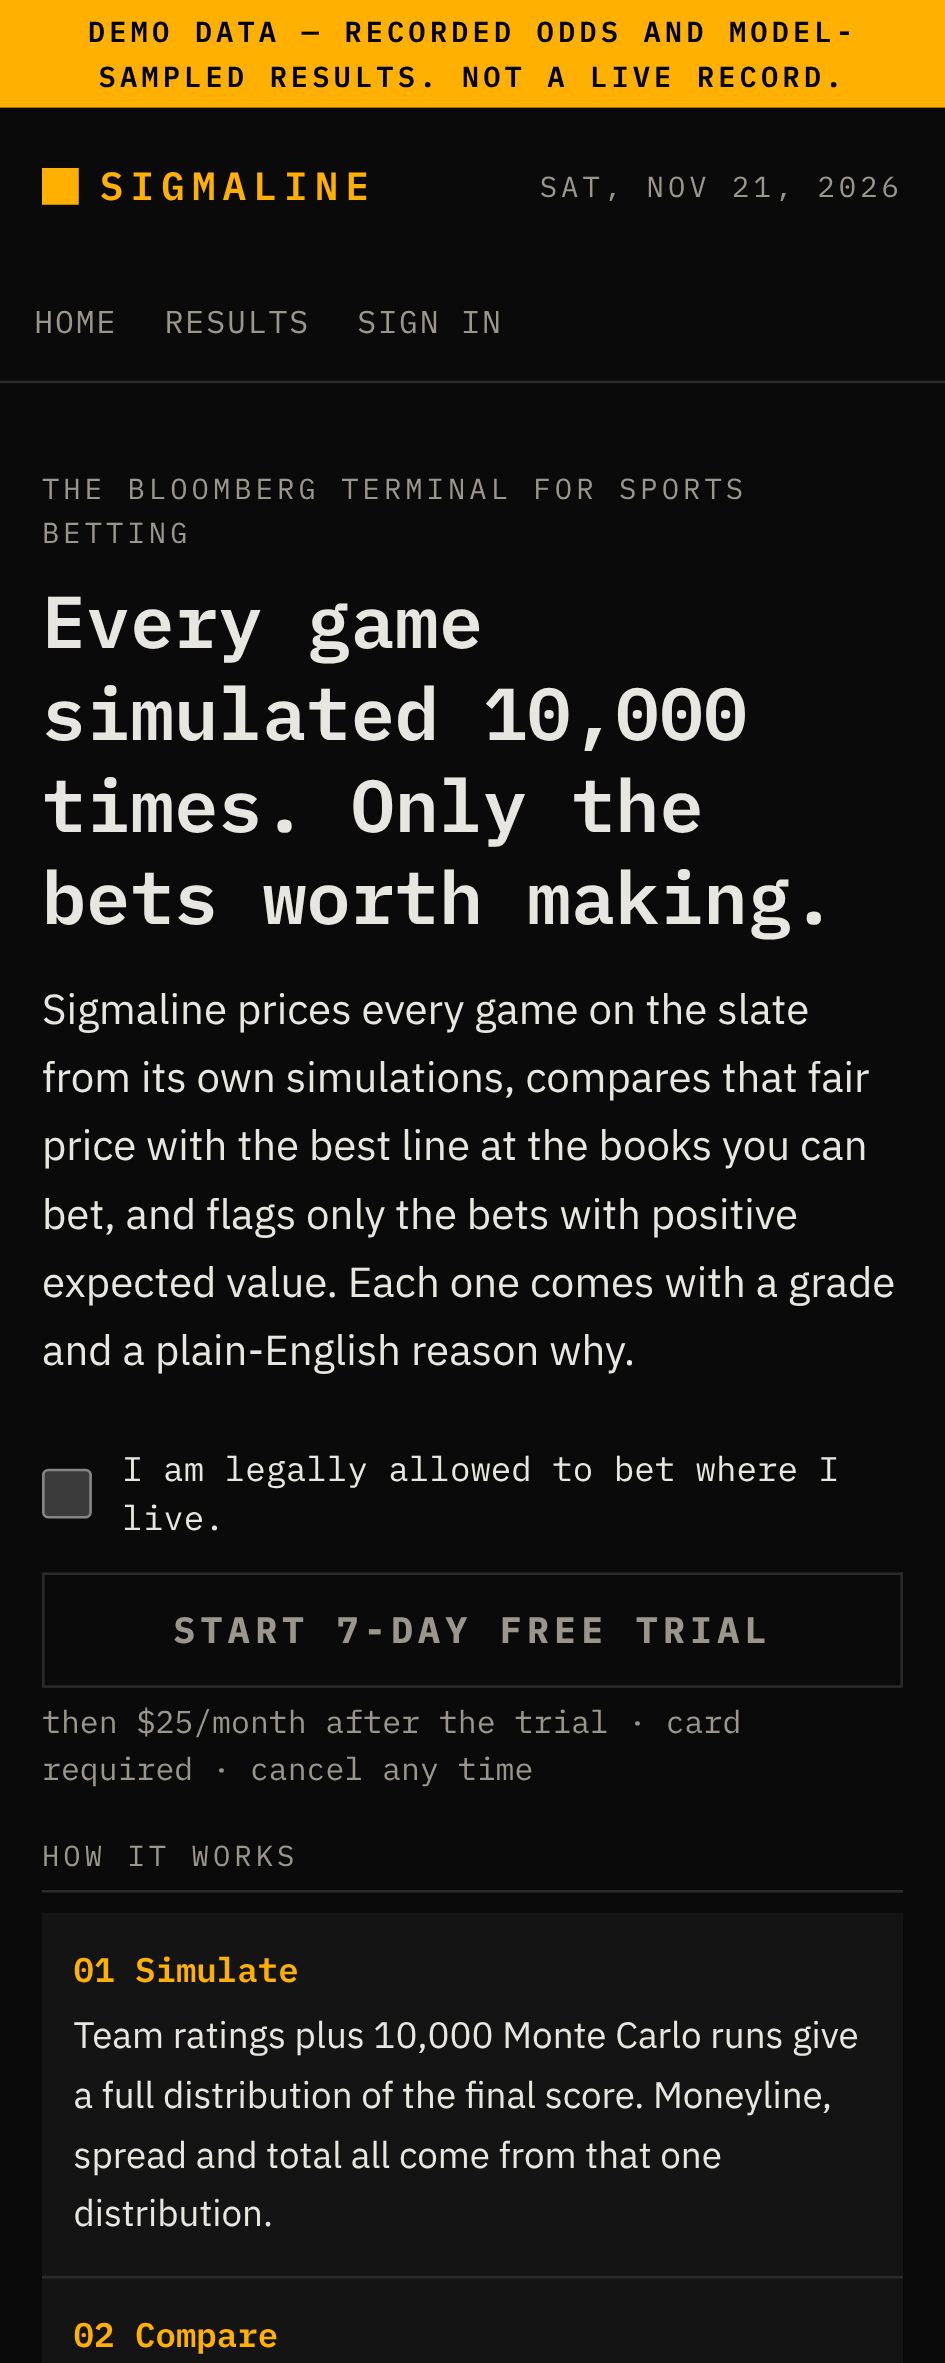 DEMO DATA — RECORDED ODDS AND MODEL-
SAMPLED RESULTS. NOT A LIVE RECORD.
SIGMALINE
SAT, NOV 21, 2026
HOME RESULTS SIGN IN
THE BLOOMBERG TERMINAL FOR SPORTS
BETTING
Every game
simulated 10,000
times. Only the
bets worth making.
Sigmaline prices every game on the slate
from its own simulations, compares that fair
price with the best line at the books you can
bet, and flags only the bets with positive
expected value. Each one comes with a grade
and a plain-English reason why.
I am legally allowed to bet where I
live.
START 7-DAY FREE TRIAL
then $25/month after the trial · card
required · cancel any time
HOW IT WORKS
01 Simulate
Team ratings plus 10,000 Monte Carlo runs give
a full distribution of the final score. Moneyline,
spread and total all come from that one
distribution.
02 Compare